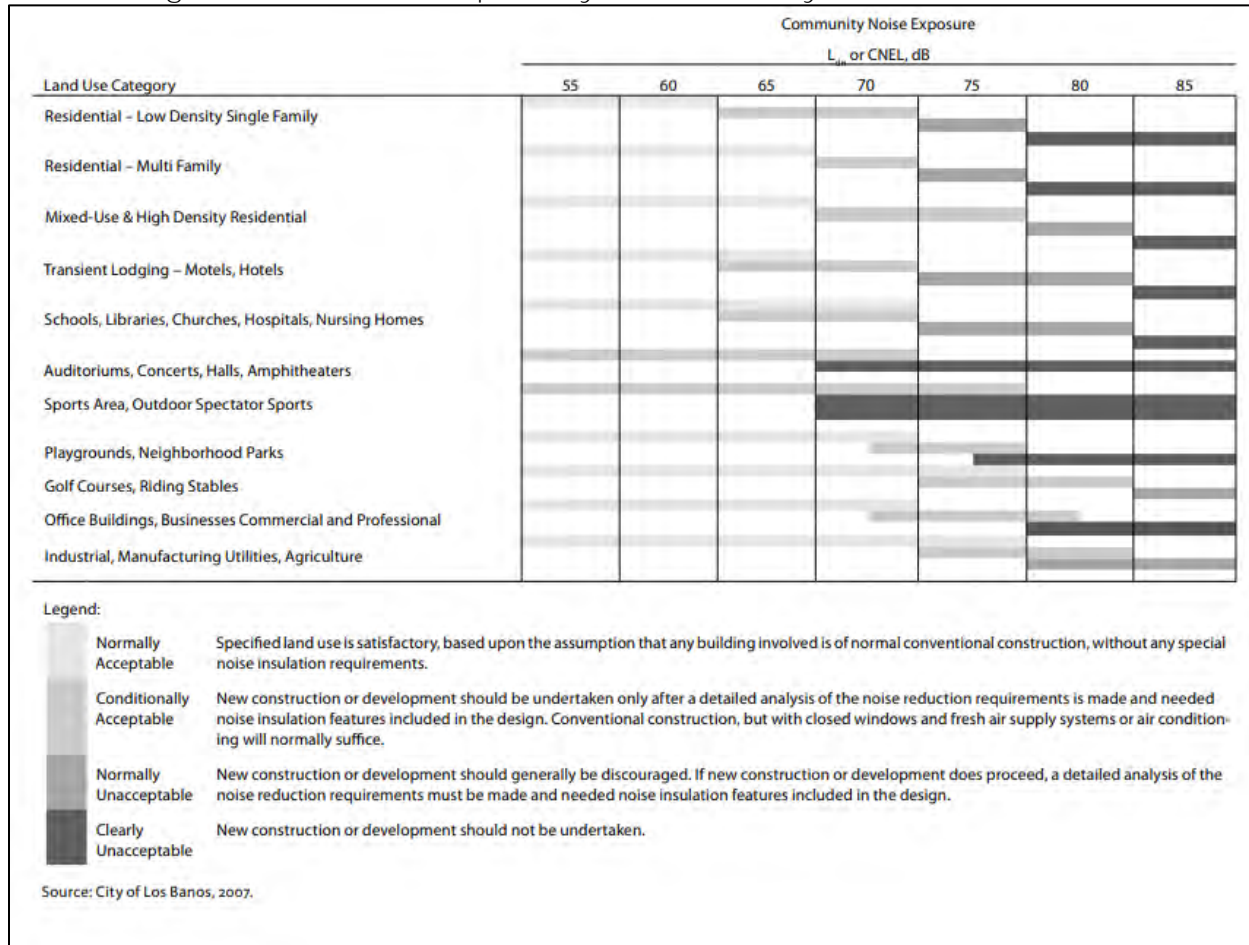 Community Noise Exposure
Ldn or CNEL, dB
Land Use Category 55 60 65 70 75 80 85
Residential – Low Density Single Family
Residential – Multi Family
Mixed-Use & High Density Residential
Transient Lodging – Motels, Hotels
Schools, Libraries, Churches, Hospitals, Nursing Homes
Auditoriums, Concerts, Halls, Amphitheaters
Sports Area, Outdoor Spectator Sports
Playgrounds, Neighborhood Parks
Golf Courses, Riding Stables
Office Buildings, Businesses Commercial and Professional
Industrial, Manufacturing Utilities, Agriculture
Legend:
Normally Specified land use is satisfactory, based upon the assumption that any building involved is of normal conventional construction, without any special
Acceptable noise insulation requirements.
Conditionally New construction or development should be undertaken only after a detailed analysis of the noise reduction requirements is made and needed
Acceptable noise insulation features included in the design. Conventional construction, but with closed windows and fresh air supply systems or air condition-
ing will normally suffice.
Normally New construction or development should generally be discouraged. If new construction or development does proceed, a detailed analysis of the
Unacceptable noise reduction requirements must be made and needed noise insulation features included in the design.
Clearly New construction or development should not be undertaken.
Unacceptable
Source: City of Los Banos, 2007.